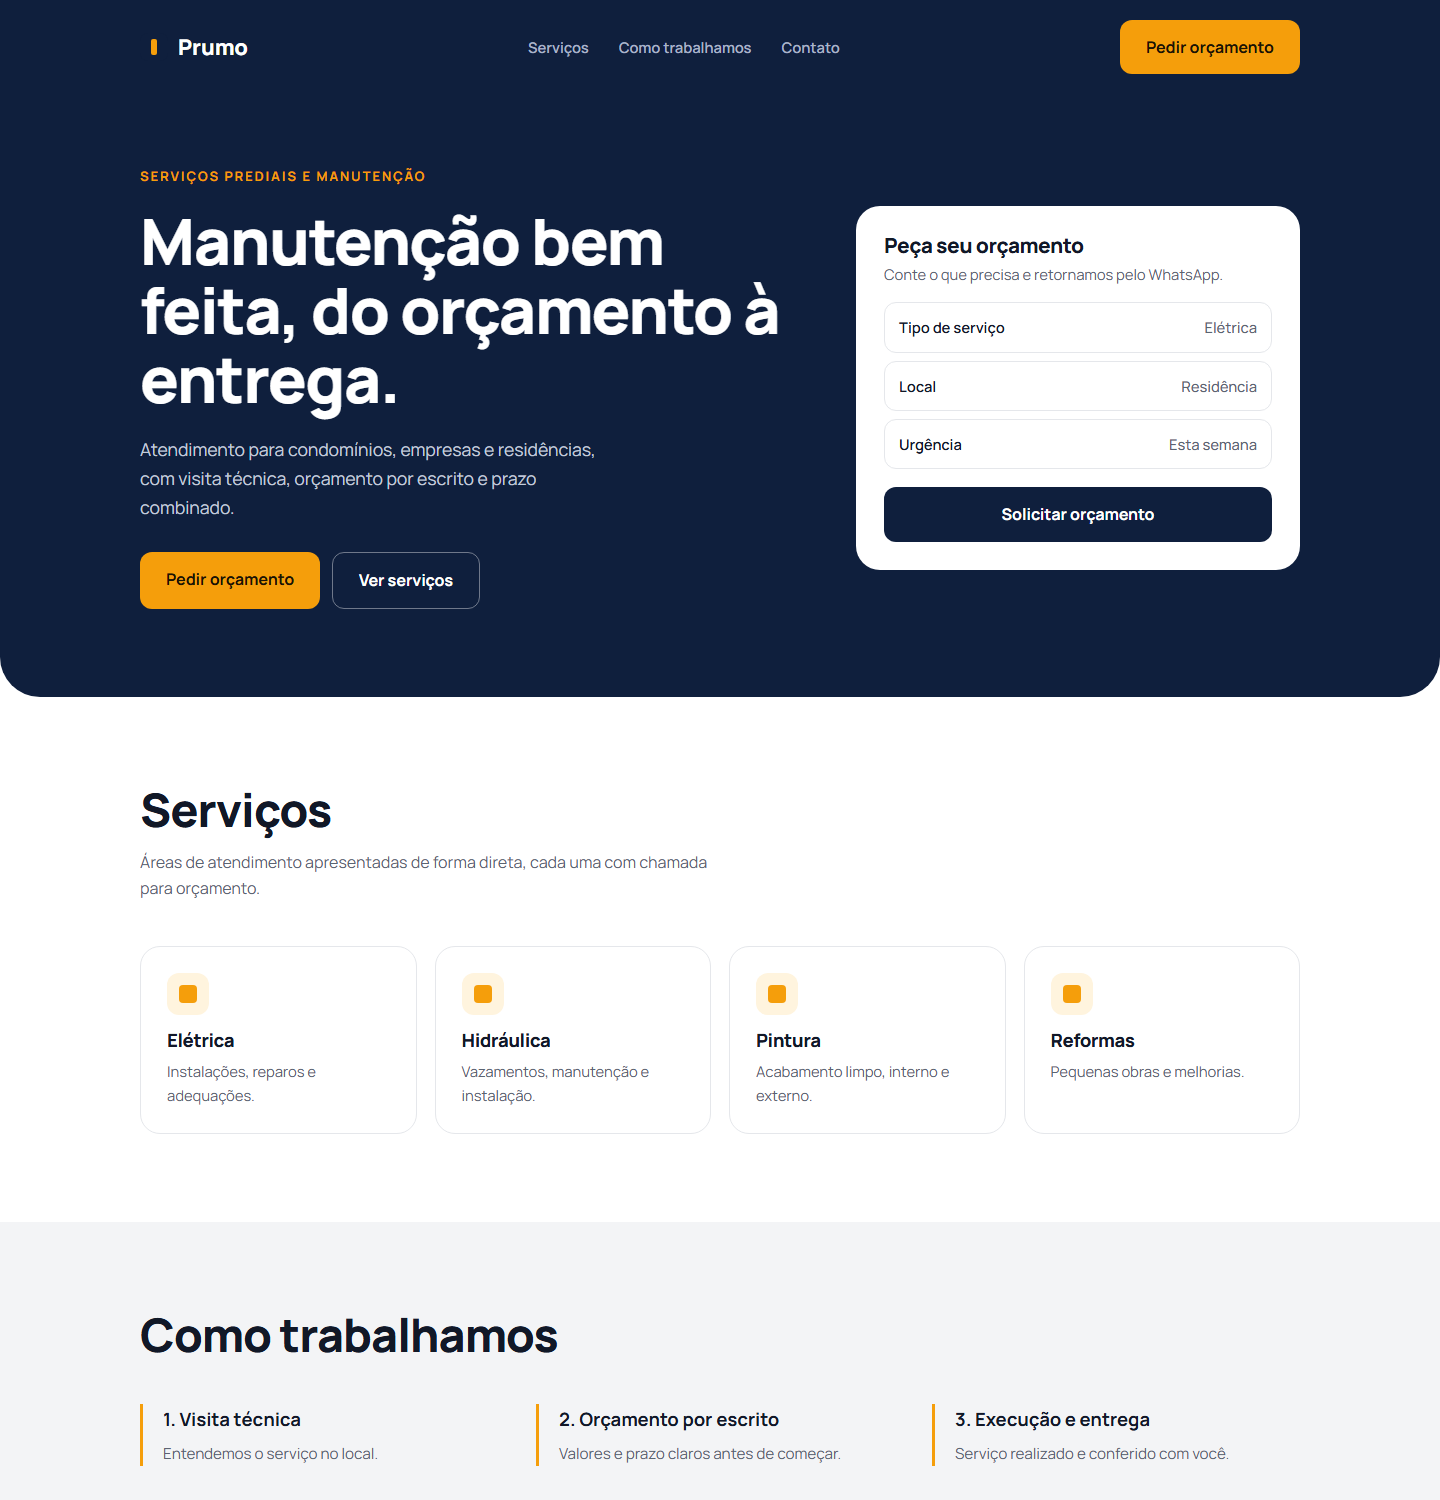 Prumo
Serviços
Como trabalhamos
Contato
Pedir orçamento
SERVIÇOS PREDIAIS E MANUTENÇÃO
Manutenção bem
feita, do orçamento à
entrega.
Atendimento para condomínios, empresas e residências,
com visita técnica, orçamento por escrito e prazo
combinado.
Pedir orçamento
Ver serviços
Peça seu orçamento
Conte o que precisa e retornamos pelo WhatsApp.
Tipo de serviço Elétrica
Local Residência
Urgência Esta semana
Solicitar orçamento
Serviços
Áreas de atendimento apresentadas de forma direta, cada uma com chamada
para orçamento.
Elétrica
Instalações, reparos e
adequações.
Hidráulica
Vazamentos, manutenção e
instalação.
Pintura
Acabamento limpo, interno e
externo.
Reformas
Pequenas obras e melhorias.
Como trabalhamos
1. Visita técnica
Entendemos o serviço no local.
2. Orçamento por escrito
Valores e prazo claros antes de começar.
3. Execução e entrega
Serviço realizado e conferido com você.